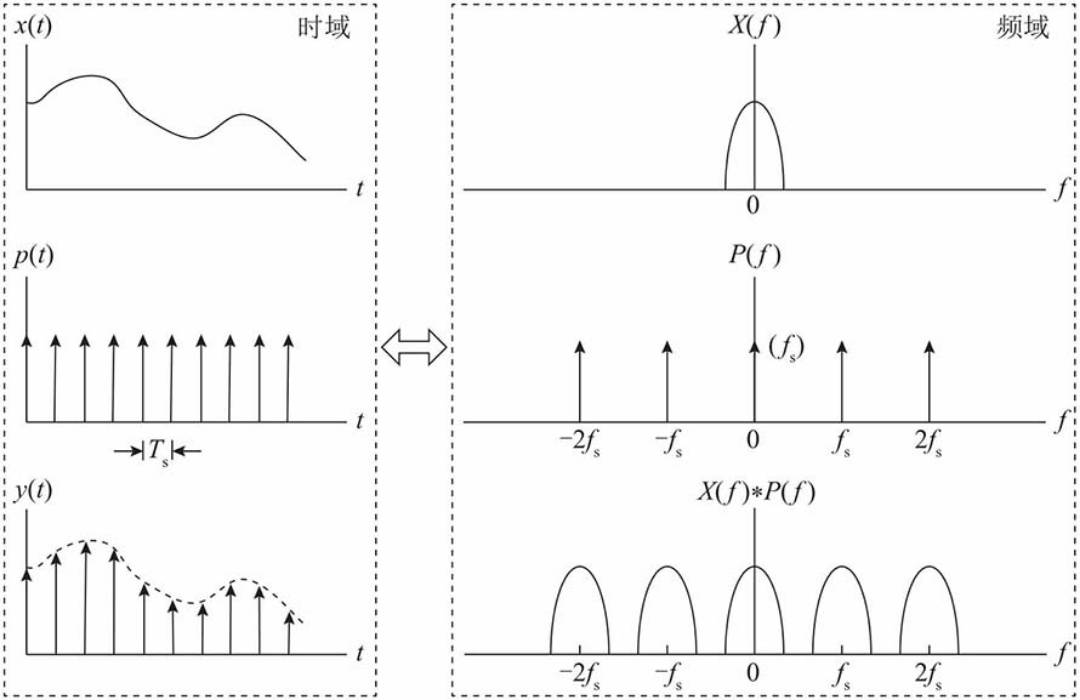 x(t) 时域
t
p(t)
t
Tₛ
y(t)
t
X(f) 频域
f
0
P(f)
(fₛ)
f
−2fₛ −fₛ 0 fₛ 2fₛ
X(f)*P(f)
f
−2fₛ −fₛ 0 fₛ 2fₛ